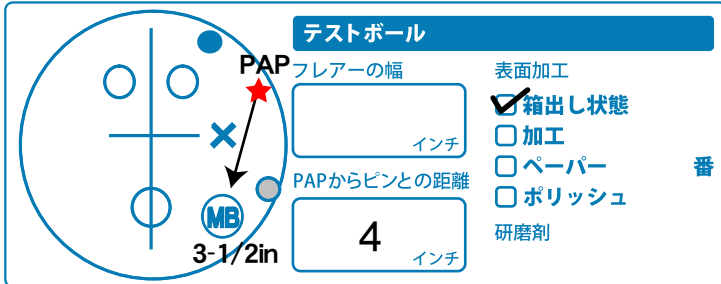 テストボール
PAP
フレアーの幅
インチ
表面加工
箱出し状態
加工
ペーパー 番
ポリッシュ
研磨剤
PAPからピンとの距離
4
インチ
MB
3-1/2in